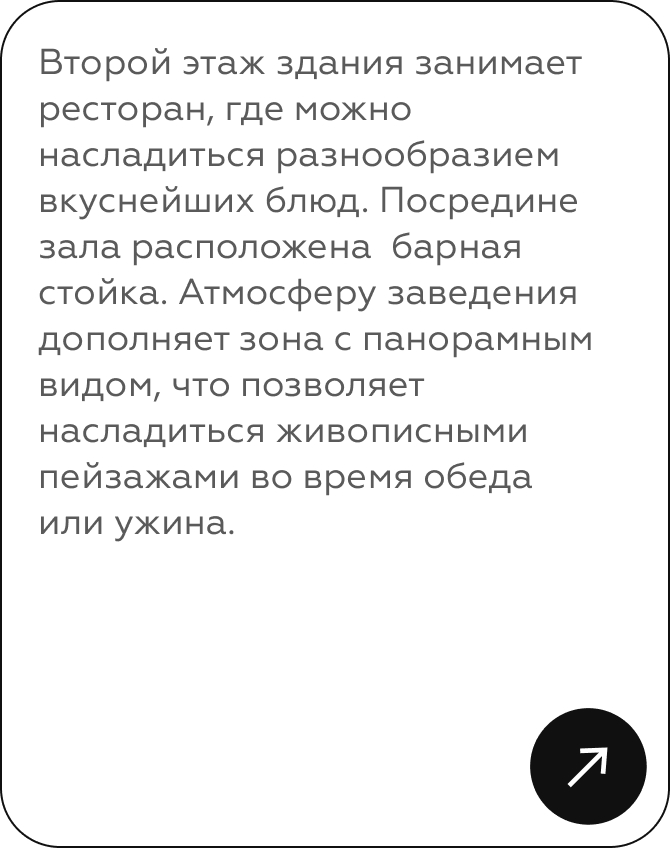 Второй этаж здания занимает
ресторан, где можно
насладиться разнообразием
вкуснейших блюд. Посредине
зала расположена  барная
стойка. Атмосферу заведения
дополняет зона с панорамным
видом, что позволяет
насладиться живописными
пейзажами во время обеда
или ужина.